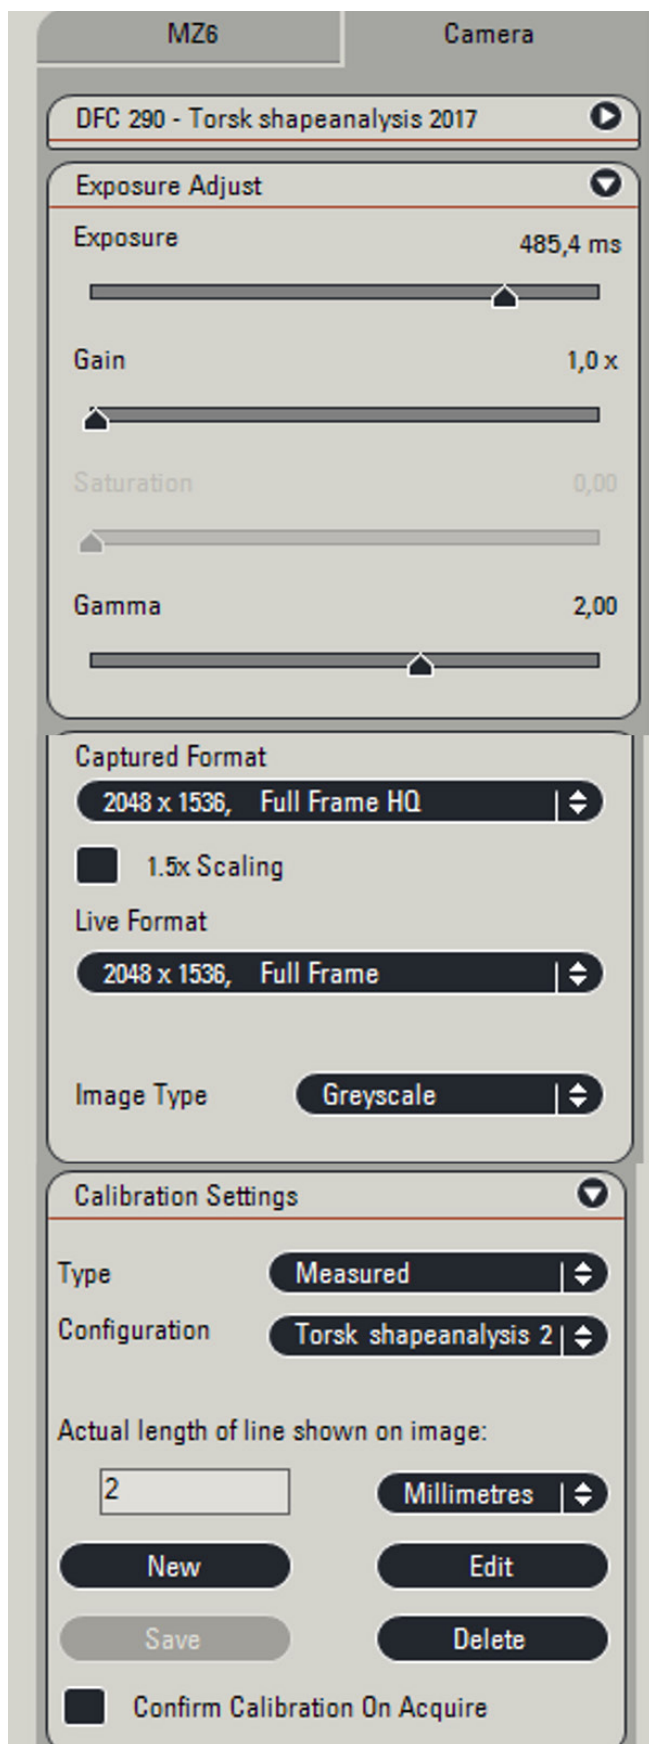 MZ6 Camera
DFC 290 - Torsk shapeanalysis 2017
Exposure Adjust
Exposure 485,4 ms
Gain 1,0 x
Saturation 0,00
Gamma 2,00
Captured Format
2048 x 1536, Full Frame HQ
1.5x Scaling
Live Format
2048 x 1536, Full Frame
Image Type Greyscale
Calibration Settings
Type Measured
Configuration Torsk shapeanalysis 2
Actual length of line shown on image:
2 Millimetres
New Edit
Save Delete
Confirm Calibration On Acquire